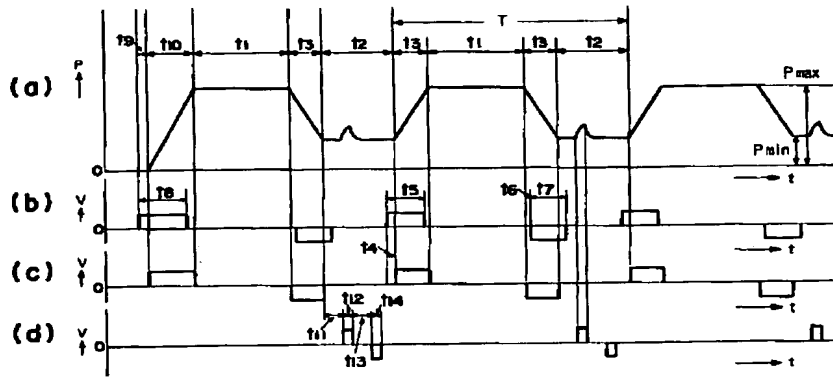 T
t9 t10 t1 t3 t2 t3 t1 t3 t2
P
(a)
Pmax
Pmin
0
t
t8 t5 t6 t7
(b)
V
0
t
t4
(c)
V
0
t
t12 t14
(d)
V
t11
t13
0
t